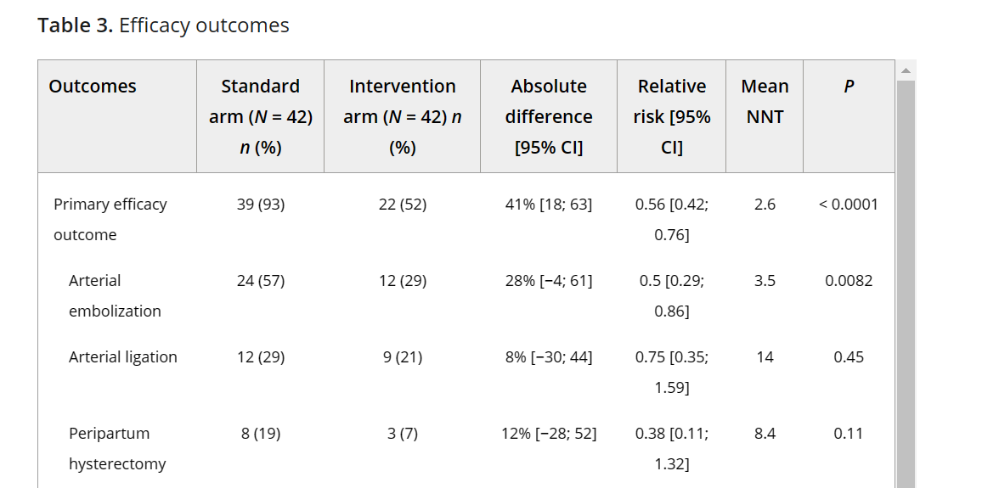 Table 3. Efficacy outcomes
Outcomes Standard Intervention Absolute Relative Mean P
arm (N = 42) arm (N = 42) n difference risk [95% NNT
n (%) (%) [95% CI] CI]
Primary efficacy 39 (93) 22 (52) 41% [18; 63] 0.56 [0.42; 2.6 < 0.0001
outcome 0.76]
Arterial 24 (57) 12 (29) 28% [−4; 61] 0.5 [0.29; 3.5 0.0082
embolization 0.86]
Arterial ligation 12 (29) 9 (21) 8% [−30; 44] 0.75 [0.35; 14 0.45
1.59]
Peripartum 8 (19) 3 (7) 12% [−28; 52] 0.38 [0.11; 8.4 0.11
hysterectomy 1.32]